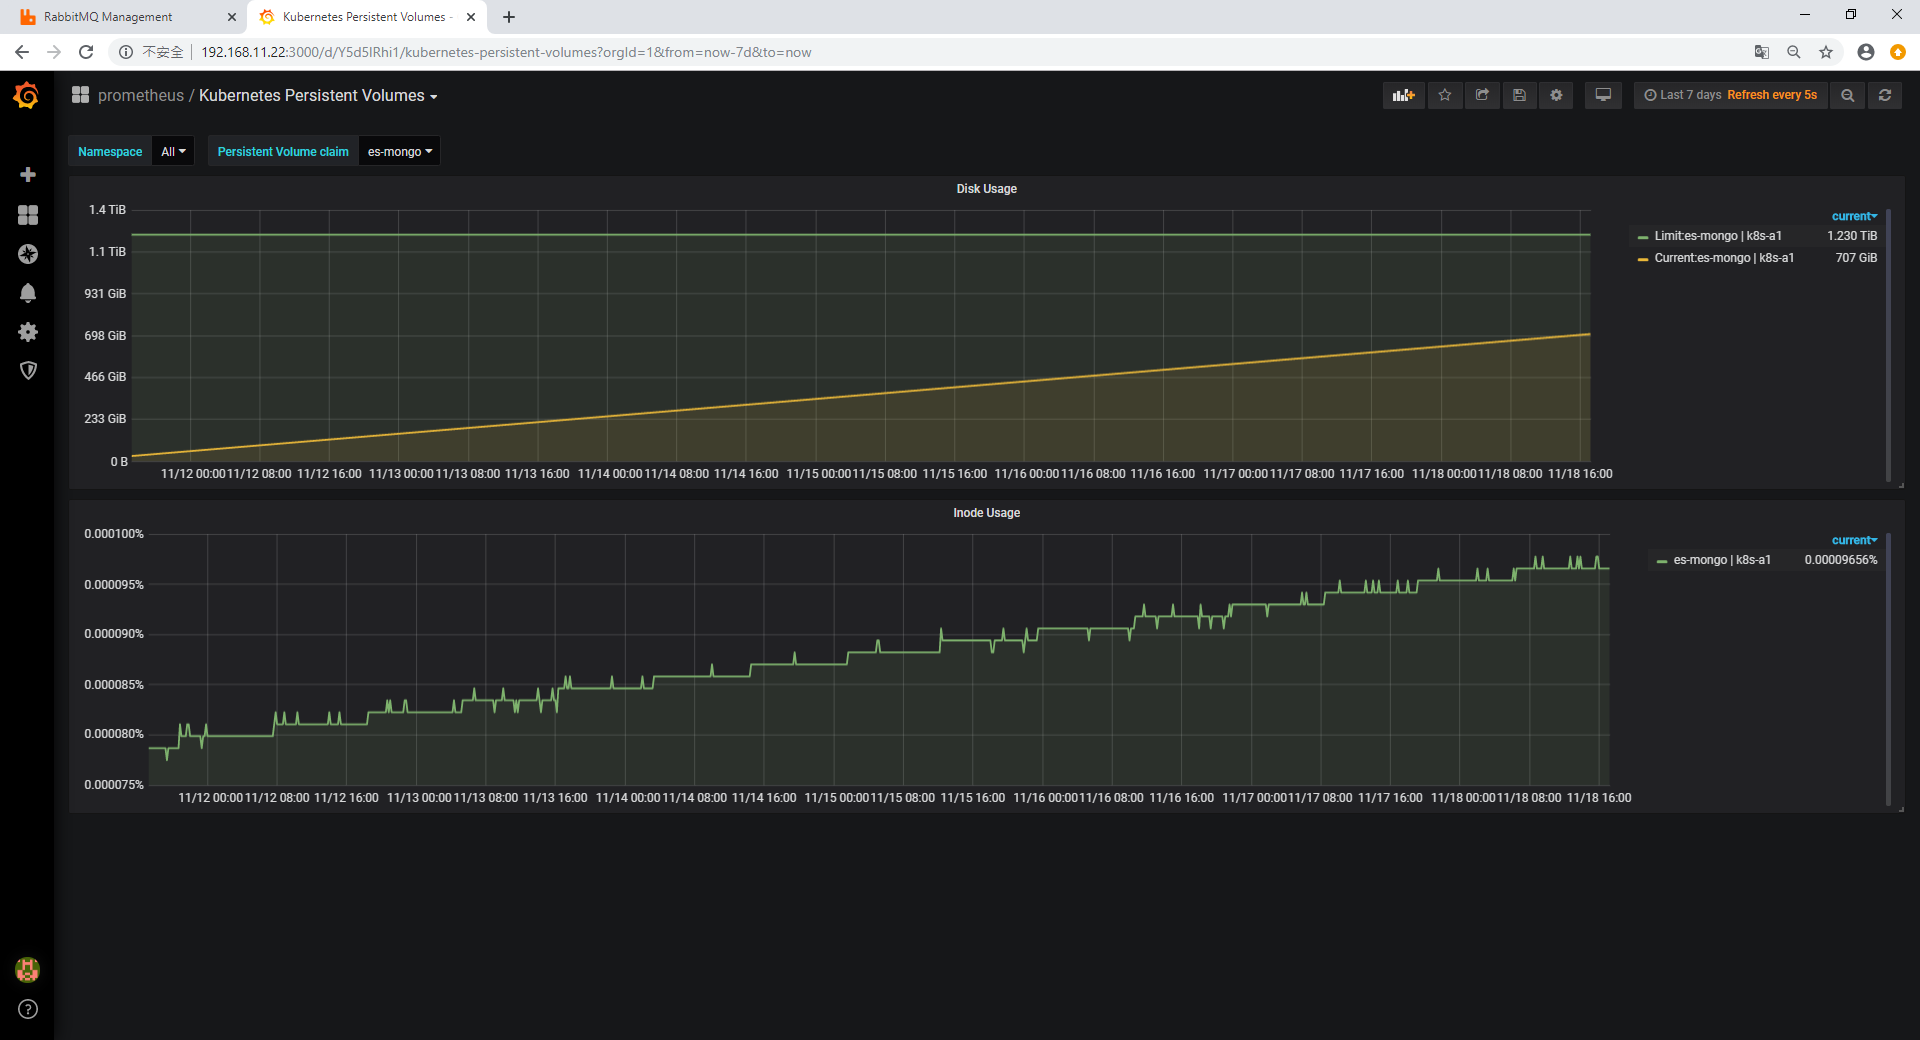 RabbitMQ Management
Kubernetes Persistent Volumes -
不安全 192.168.11.22:3000/d/Y5d5IRhi1/kubernetes-persistent-volumes?orgId=1&from=now-7d&to=now
prometheus / Kubernetes Persistent Volumes
Last 7 days Refresh every 5s
Namespace All Persistent Volume claim es-mongo
Disk Usage
1.4 TiB
1.1 TiB
931 GiB
698 GiB
466 GiB
233 GiB
0 B
11/12 00:00 11/12 08:00 11/12 16:00 11/13 00:00 11/13 08:00 11/13 16:00 11/14 00:00 11/14 08:00 11/14 16:00 11/15 00:00 11/15 08:00 11/15 16:00 11/16 00:00 11/16 08:00 11/16 16:00 11/17 00:00 11/17 08:00 11/17 16:00 11/18 00:00 11/18 08:00 11/18 16:00
current
Limit:es-mongo | k8s-a1 1.230 TiB
Current:es-mongo | k8s-a1 707 GiB
Inode Usage
0.000100%
0.000095%
0.000090%
0.000085%
0.000080%
0.000075%
11/12 00:00 11/12 08:00 11/12 16:00 11/13 00:00 11/13 08:00 11/13 16:00 11/14 00:00 11/14 08:00 11/14 16:00 11/15 00:00 11/15 08:00 11/15 16:00 11/16 00:00 11/16 08:00 11/16 16:00 11/17 00:00 11/17 08:00 11/17 16:00 11/18 00:00 11/18 08:00 11/18 16:00
current
es-mongo | k8s-a1 0.00009656%